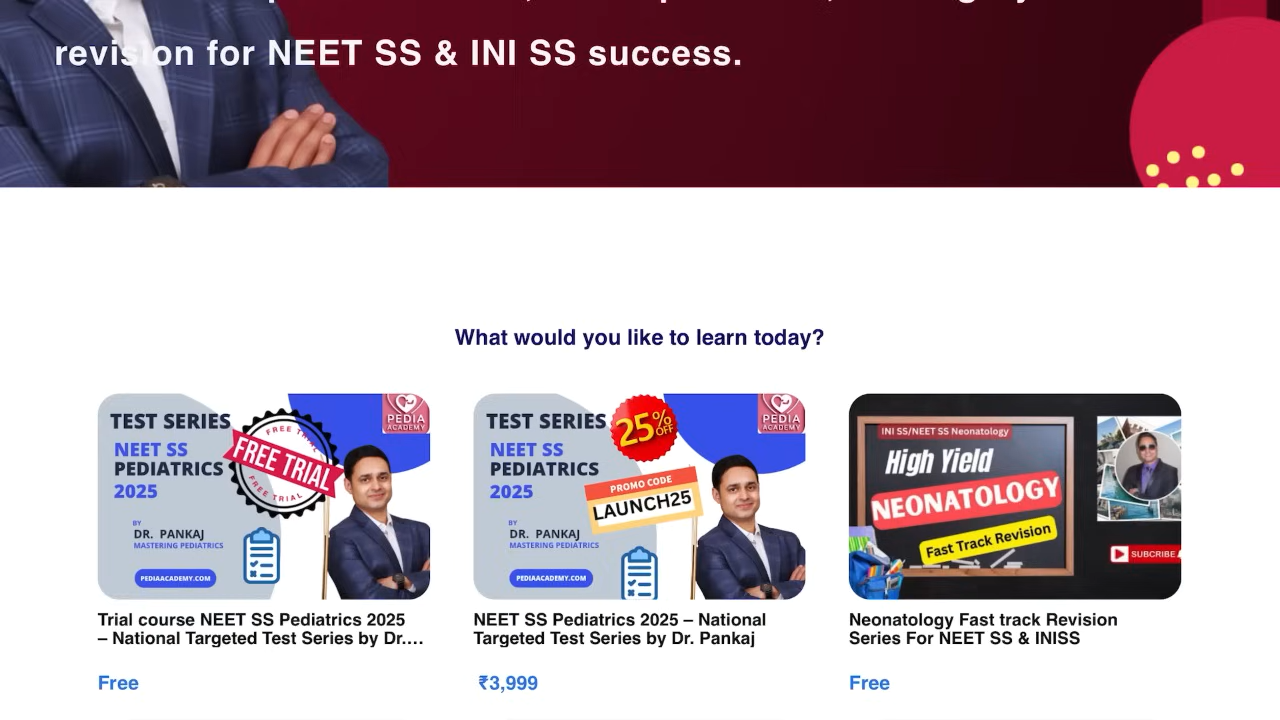 revision for NEET SS & INI SS success.
What would you like to learn today?
TEST SERIES
NEET SS
PEDIATRICS
2025
BY
DR. PANKAJ
MASTERING PEDIATRICS
PEDIAACADEMY.COM
FREE TRIAL
FREE TRIAL
FREE TRIAL
PEDIA
ACADEMY
TEST SERIES
NEET SS
PEDIATRICS
2025
BY
DR. PANKAJ
MASTERING PEDIATRICS
PEDIAACADEMY.COM
25%
OFF
PROMO CODE
LAUNCH25
PEDIA
ACADEMY
INI SS/NEET SS Neonatology
High Yield
NEONATOLOGY
Fast Track Revision
SUBSCRIBE
Trial course NEET SS Pediatrics 2025
– National Targeted Test Series by Dr....
Free
NEET SS Pediatrics 2025 – National
Targeted Test Series by Dr. Pankaj
₹3,999
Neonatology Fast track Revision
Series For NEET SS & INISS
Free